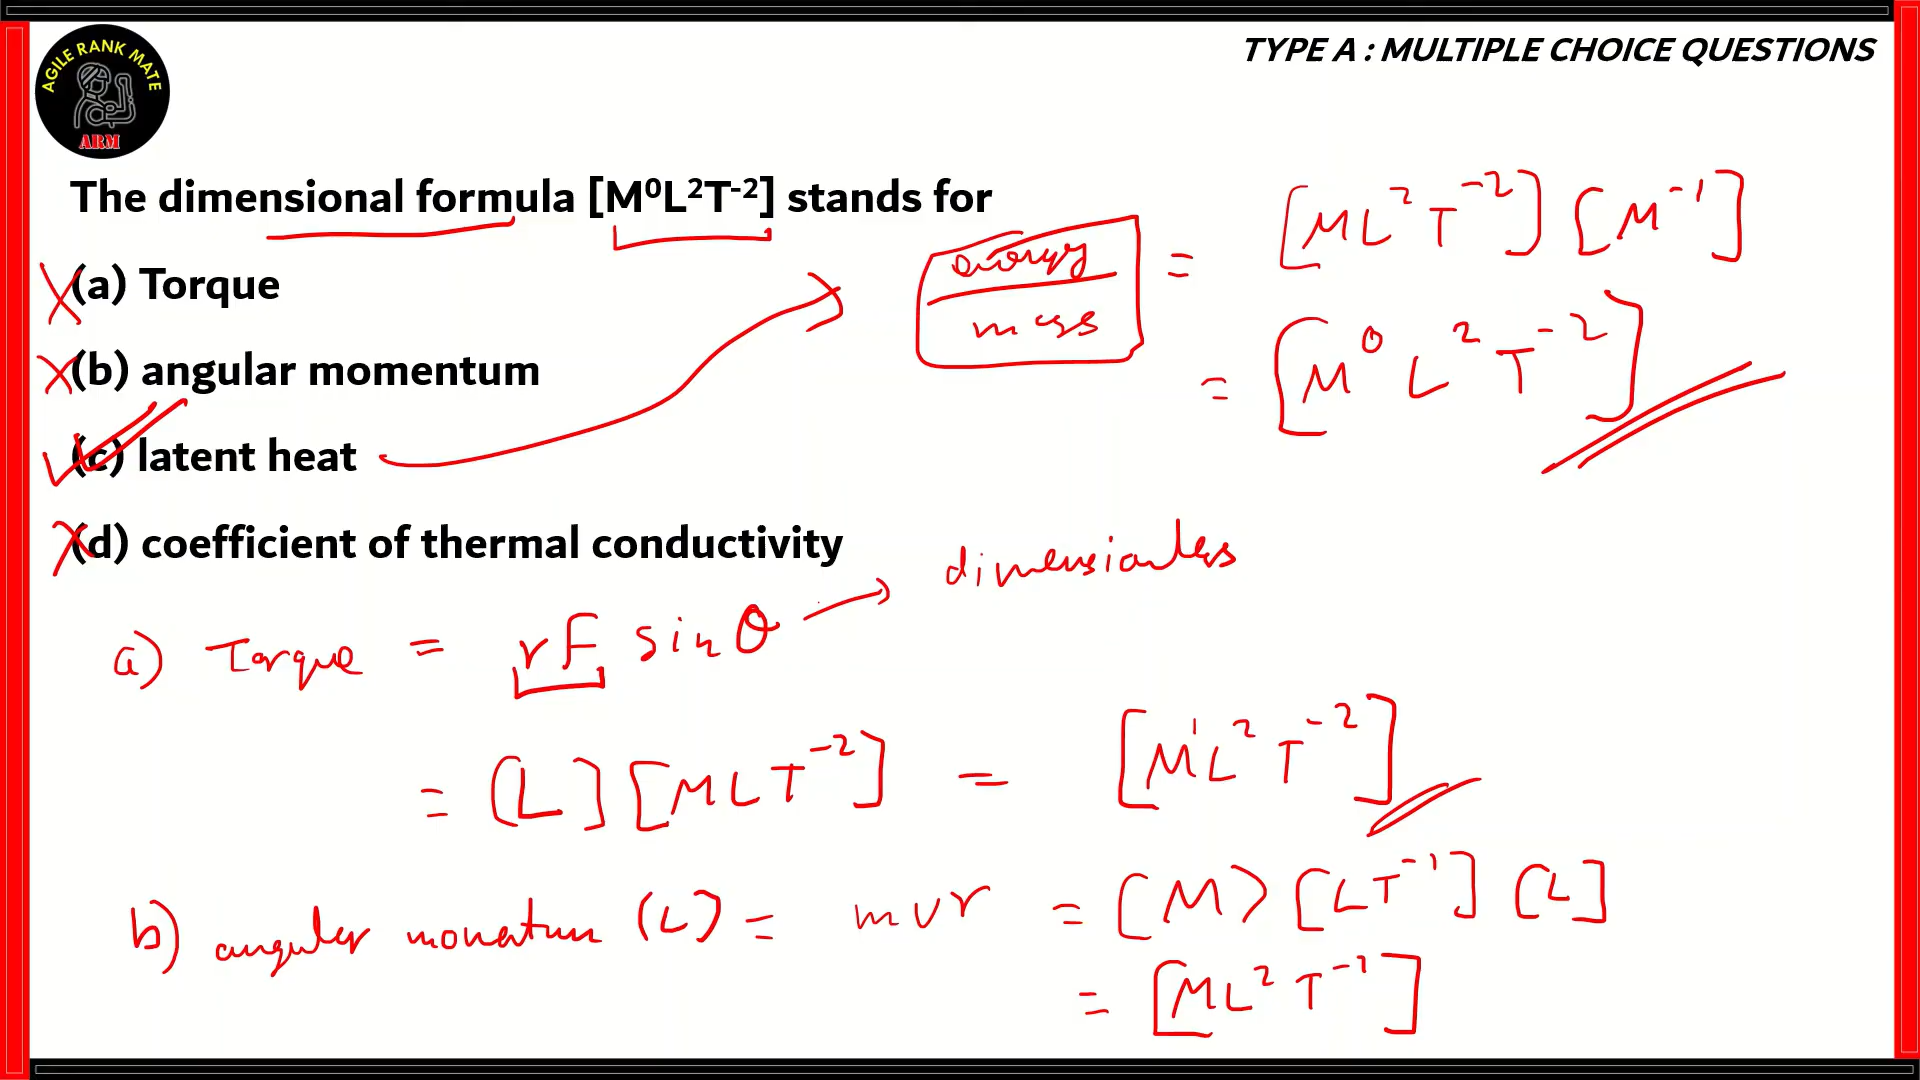 AGILE RANK MATE
ARM
TYPE A : MULTIPLE CHOICE QUESTIONS
The dimensional formula [M⁰L²T⁻²] stands for
(a) Torque
(b) angular momentum
(c) latent heat
(d) coefficient of thermal conductivity
energy
mass
= [ML²T⁻²] [M⁻¹]
= [M⁰L²T⁻²]
a) Torque = rF sinθ → dimensionless
= [L] [MLT⁻²] = [M¹L²T⁻²]
b) angular momentum (L) = mvr = [M] [LT⁻¹] [L]
= [ML²T⁻¹]